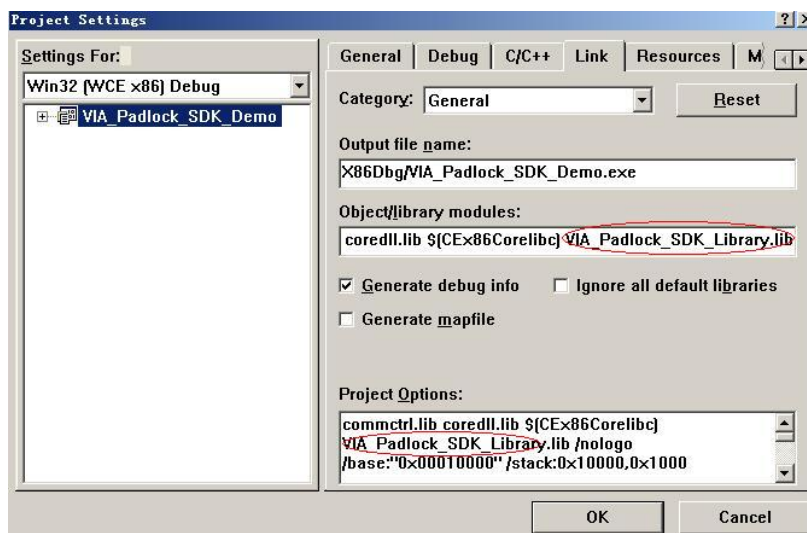 Project Settings
Settings For:
Win32 (WCE x86) Debug
VIA_Padlock_SDK_Demo
General Debug C/C++ Link Resources M
Category: General Reset
Output file name:
X86Dbg/VIA_Padlock_SDK_Demo.exe
Object/library modules:
coredll.lib $(CEx86Corelibc) VIA_Padlock_SDK_Library.lib
Generate debug info Ignore all default libraries
Generate mapfile
Project Options:
commctrl.lib coredll.lib $(CEx86Corelibc)
VIA_Padlock_SDK_Library.lib /nologo
/base:"0x00010000" /stack:0x10000,0x1000
OK Cancel